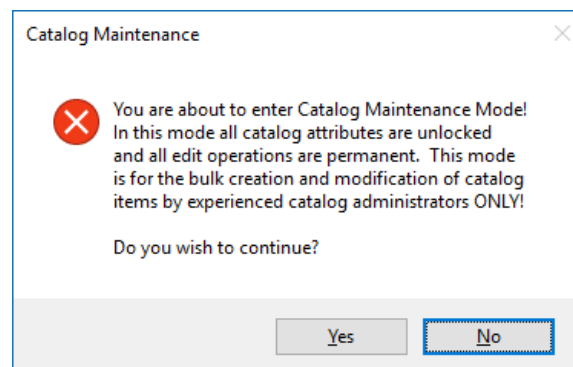 Catalog Maintenance
You are about to enter Catalog Maintenance Mode!
In this mode all catalog attributes are unlocked
and all edit operations are permanent.  This mode
is for the bulk creation and modification of catalog
items by experienced catalog administrators ONLY!
Do you wish to continue?
Yes
No